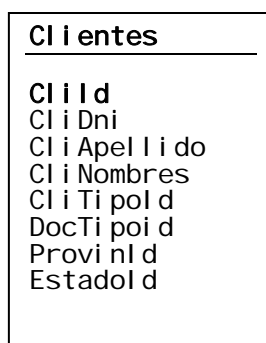 Clientes
CliId
CliDni
CliApellido
CliNombres
CliTipoId
DocTipoid
ProvinId
EstadoId